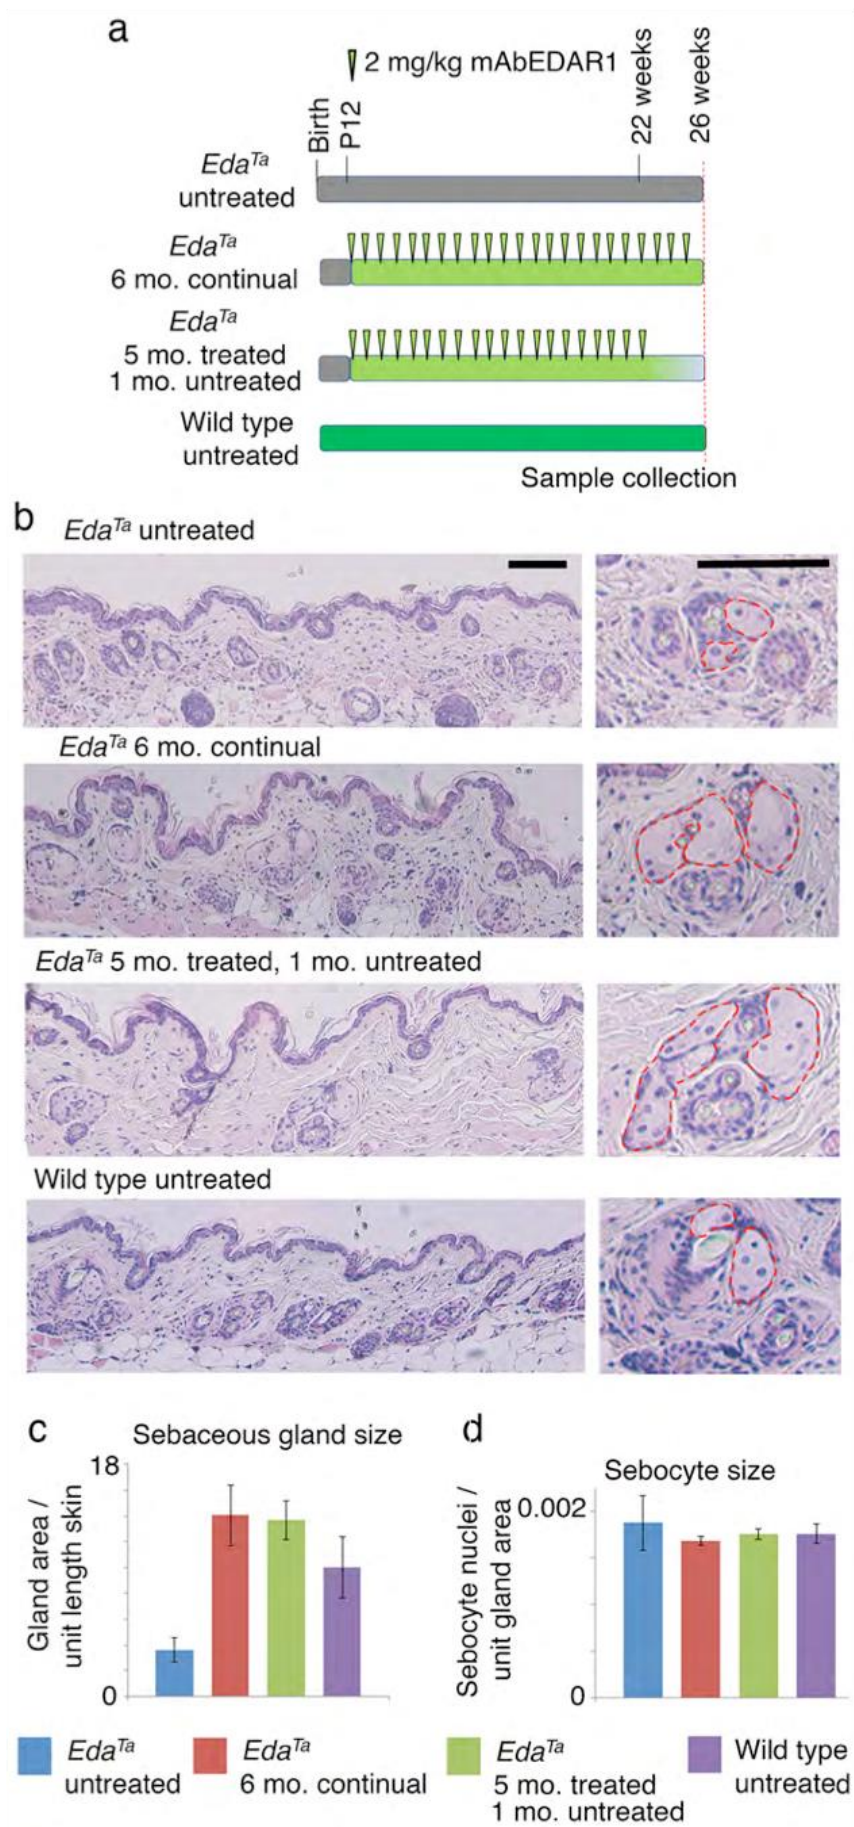 a
2 mg/kg mAbEDAR1
Birth
P12
22 weeks
26 weeks
EdaTa
untreated
EdaTa
6 mo. continual
EdaTa
5 mo. treated
1 mo. untreated
Wild type
untreated
Sample collection
b
EdaTa untreated
EdaTa 6 mo. continual
EdaTa 5 mo. treated, 1 mo. untreated
Wild type untreated
c
Sebaceous gland size
18
0
Gland area /
unit length skin
d
Sebocyte size
0.002
0
Sebocyte nuclei /
unit gland area
EdaTa
untreated
EdaTa
6 mo. continual
EdaTa
5 mo. treated
1 mo. untreated
Wild type
untreated